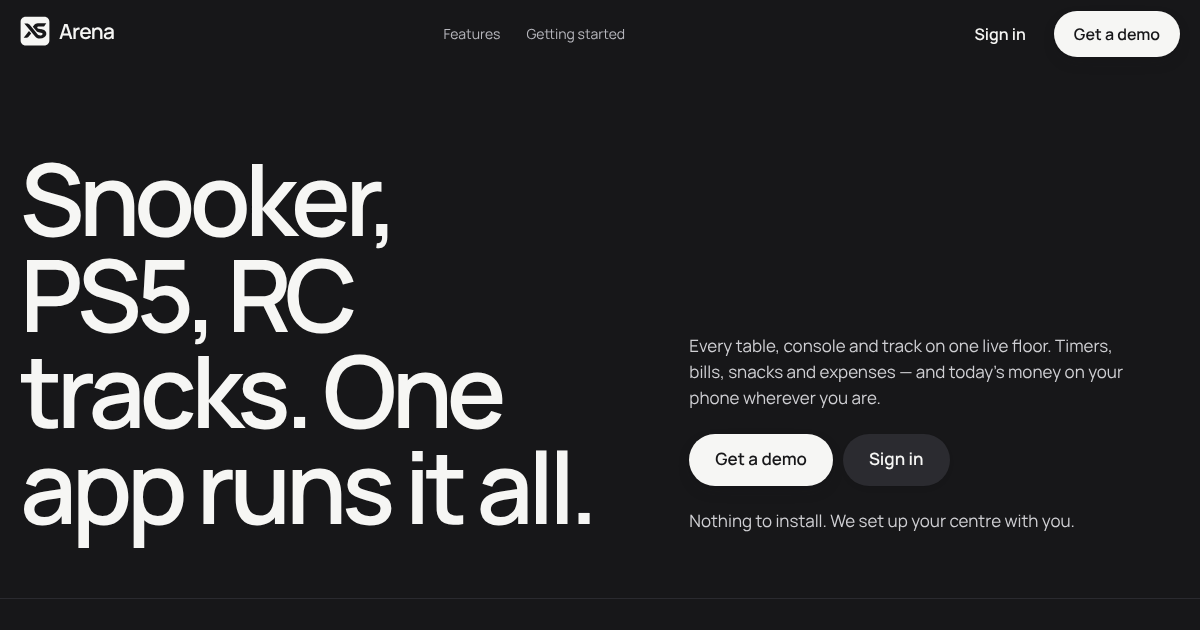 XS Arena
Features
Getting started
Sign in
Get a demo
Snooker,
PS5, RC
tracks. One
app runs it all.
Every table, console and track on one live floor. Timers,
bills, snacks and expenses — and today's money on your
phone wherever you are.
Get a demo
Sign in
Nothing to install. We set up your centre with you.